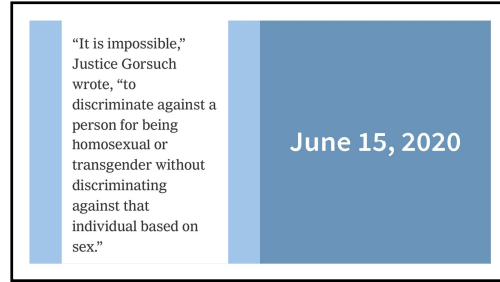 “It is impossible,”
Justice Gorsuch
wrote, “to
discriminate against a
person for being
homosexual or
transgender without
discriminating
against that
individual based on
sex.”
June 15, 2020